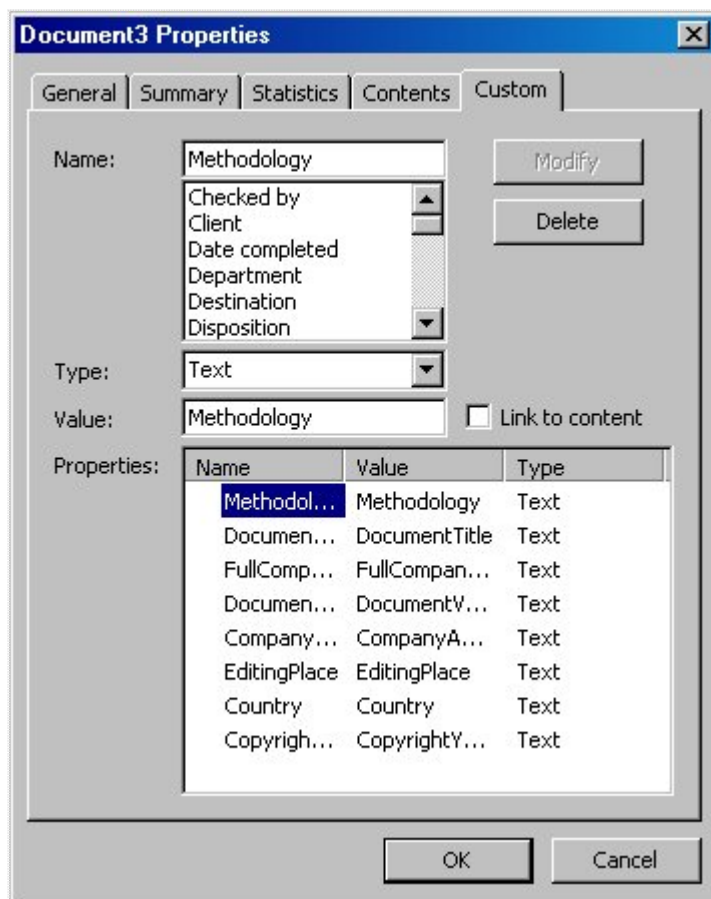 Document3 Properties
General Summary Statistics Contents Custom
Name: Methodology Modify
Checked by
Client Delete
Date completed
Department
Destination
Disposition
Type: Text
Value: Methodology Link to content
Properties: Name Value Type
Methodol... Methodology Text
Documen... DocumentTitle Text
FullComp... FullCompan... Text
Documen... DocumentV... Text
Company... CompanyA... Text
EditingPlace EditingPlace Text
Country Country Text
Copyrigh... CopyrightY... Text
OK Cancel